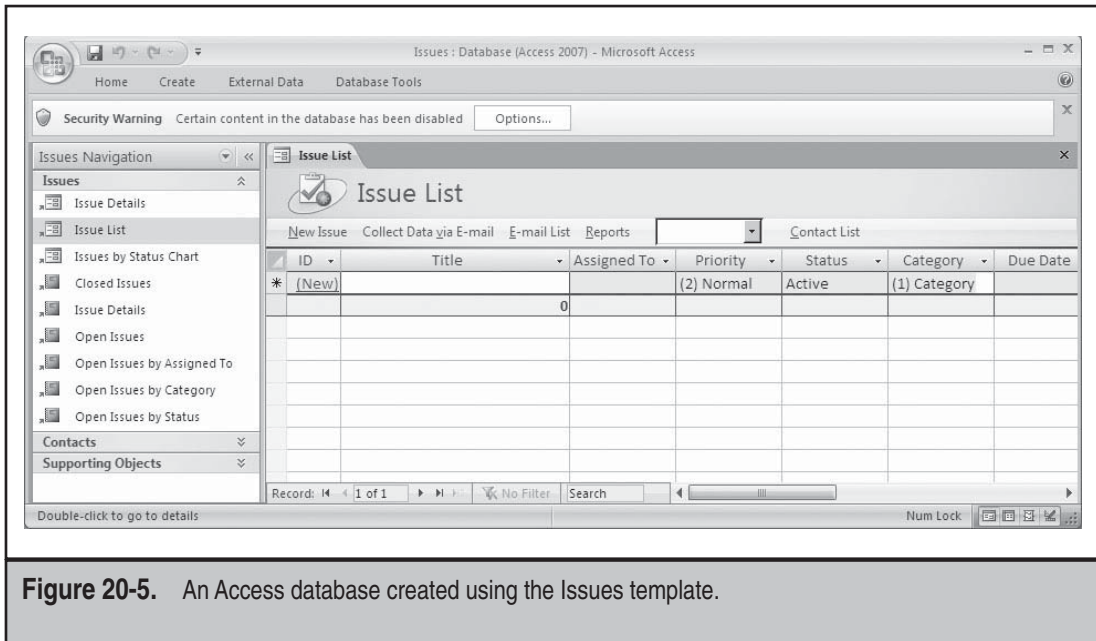 Issues : Database (Access 2007) - Microsoft Access
Home Create External Data Database Tools
Security Warning Certain content in the database has been disabled Options...
Issues Navigation
Issues
Issue Details
Issue List
Issues by Status Chart
Closed Issues
Issue Details
Open Issues
Open Issues by Assigned To
Open Issues by Category
Open Issues by Status
Contacts
Supporting Objects
Issue List
Issue List
New Issue Collect Data via E-mail E-mail List Reports Contact List
ID Title Assigned To Priority Status Category Due Date
* (New) (2) Normal Active (1) Category
0
Record: 1 of 1 No Filter Search
Double-click to go to details Num Lock
Figure 20-5. An Access database created using the Issues template.